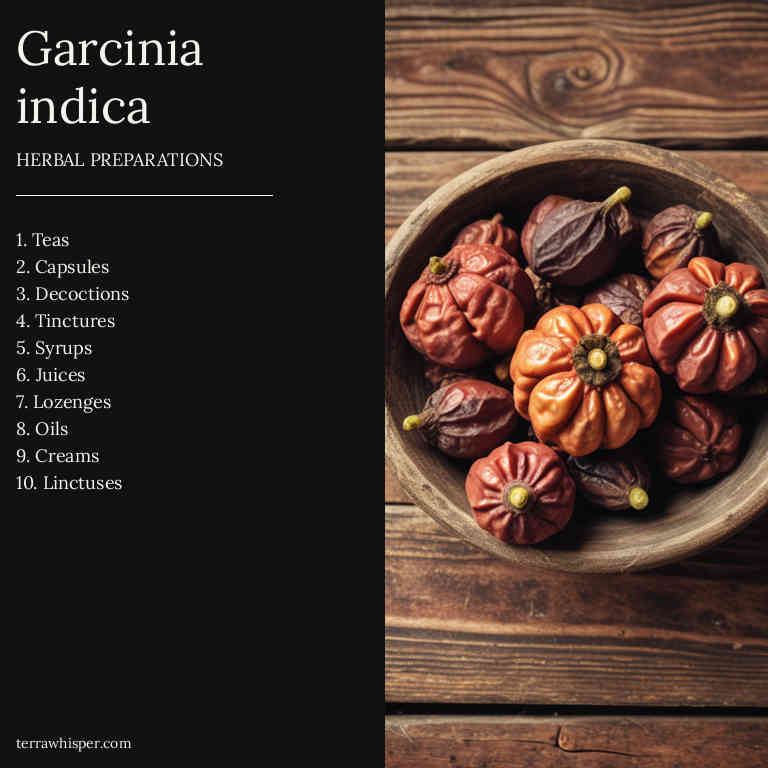 Garcinia
indica
HERBAL PREPARATIONS
1. Teas
2. Capsules
3. Decoctions
4. Tinctures
5. Syrups
6. Juices
7. Lozenges
8. Oils
9. Creams
10. Linctuses
terrawhisper.com